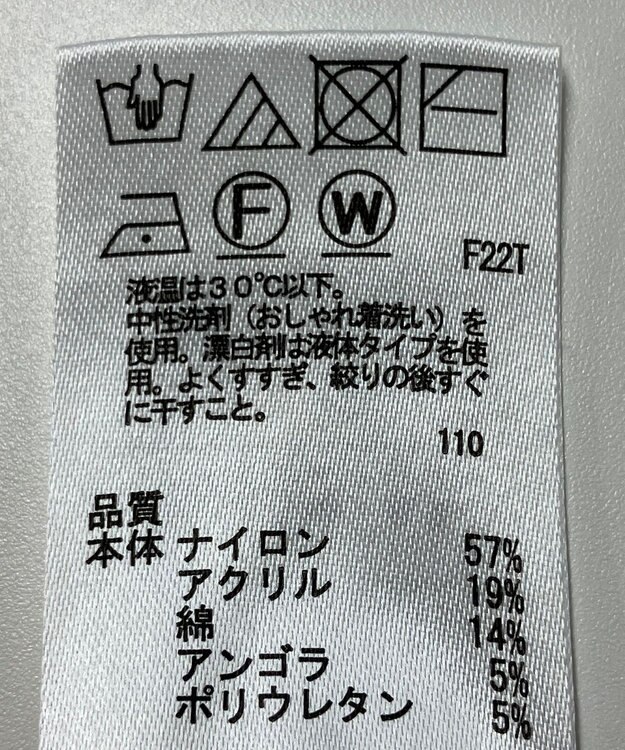 F W
F22T
液温は30℃以下。
中性洗剤（おしゃれ着洗い）を
使用。漂白剤は液体タイプを使
用。よくすすぎ、絞りの後すぐ
に干すこと。
110
品質
本体 ナイロン 57%
アクリル 19%
綿 14%
アンゴラ 5%
ポリウレタン 5%